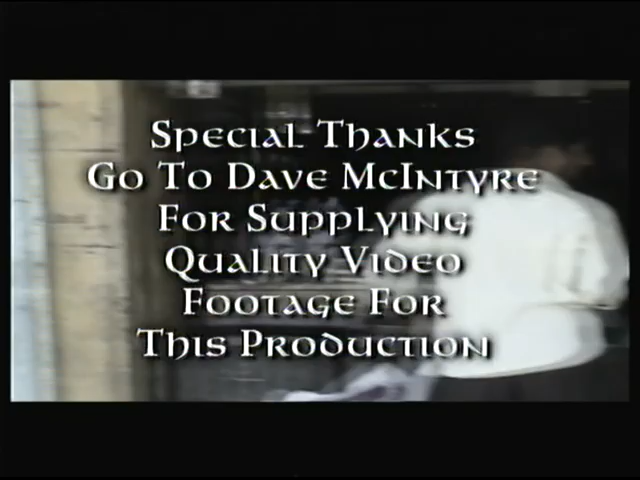 Special Thanks
Go To Dave McIntyre
For Supplying
Quality Video
Footage For
This Production